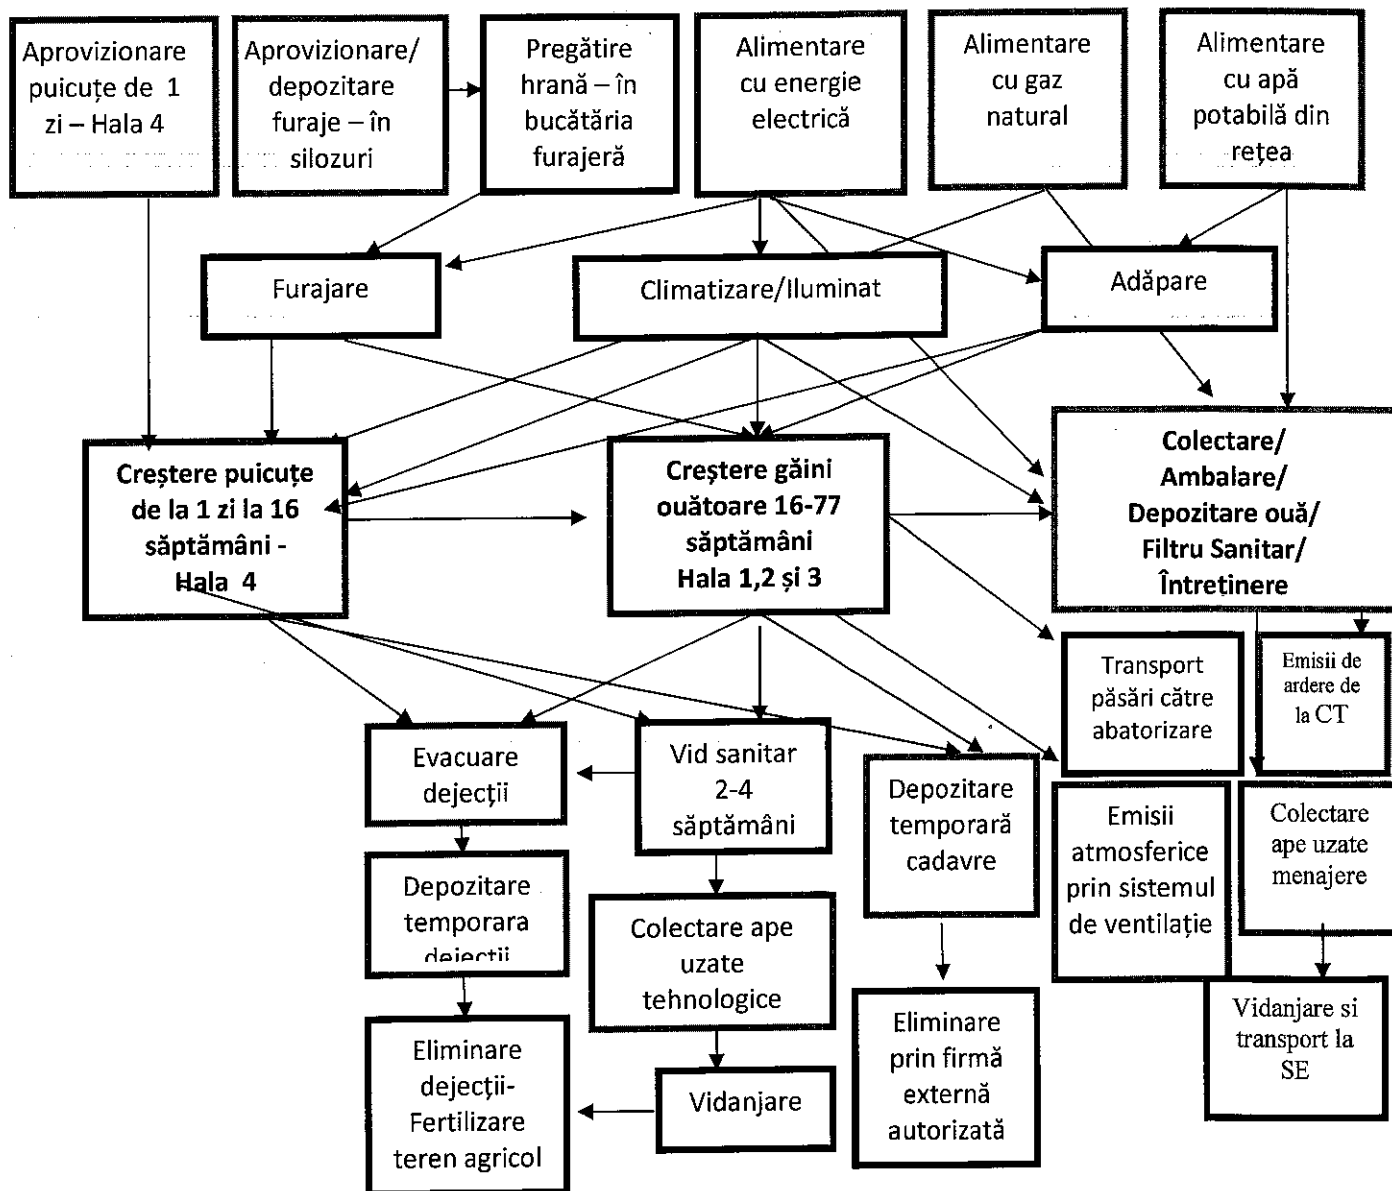 Aprovizionare
puicuțe de 1
zi – Hala 4
Aprovizionare/
depozitare
furaje – în
silozuri
Pregătire
hrană – în
bucătăria
furajeră
Alimentare
cu energie
electrică
Alimentare
cu gaz
natural
Alimentare
cu apă
potabilă din
rețea
Furajare
Climatizare/Iluminat
Adăpare
Creștere puicuțe
de la 1 zi la 16
săptămâni -
Hala 4
Creștere găini
ouătoare 16-77
săptămâni
Hala 1,2 și 3
Colectare/
Ambalare/
Depozitare ouă/
Filtru Sanitar/
Întreținere
Transport
păsări către
abatorizare
Emisii de
ardere de
la CT
Evacuare
dejecții
Vid sanitar
2-4
săptămâni
Depozitare
temporară
cadavre
Emisii
atmosferice
prin sistemul
de ventilație
Colectare
ape uzate
menajere
Depozitare
temporara
dejecții
Colectare ape
uzate
tehnologice
Eliminare
prin firmă
externă
autorizată
Vidanjare si
transport la
SE
Eliminare
dejecții-
Fertilizare
teren agricol
Vidanjare